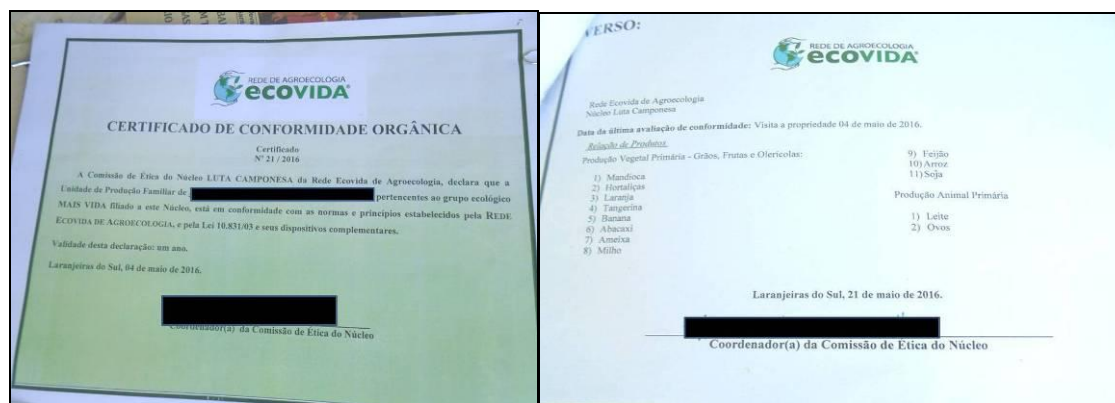 REDE DE AGROECOLOGIA
ecovida
CERTIFICADO DE CONFORMIDADE ORGÂNICA
Certificado
Nº 21 / 2016
A Comissão de Ética do Núcleo LUTA CAMPONESA da Rede Ecovida de Agroecologia, declara que a
Unidade de Produção Familiar de pertencentes ao grupo ecológico
MAIS VIDA filiado a este Núcleo, está em conformidade com as normas e princípios estabelecidos pela REDE
ECOVIDA DE AGROECOLOGIA, e pela Lei 10.831/03 e seus dispositivos complementares.
Validade desta declaração: um ano.
Laranjeiras do Sul, 04 de maio de 2016.
Coordenador(a) da Comissão de Ética do Núcleo
VERSO:
REDE DE AGROECOLOGIA
ecovida
Rede Ecovida de Agroecologia
Núcleo Luta Camponesa
Data da última avaliação de conformidade: Visita a propriedade 04 de maio de 2016.
Relação de Produtos
Produção Vegetal Primária - Grãos, Frutas e Olerícolas:
1) Mandioca
2) Hortaliças
3) Laranja
4) Tangerina
5) Banana
6) Abacaxi
7) Ameixa
8) Milho
9) Feijão
10) Arroz
11) Soja
Produção Animal Primária
1) Leite
2) Ovos
Laranjeiras do Sul, 21 de maio de 2016.
Coordenador(a) da Comissão de Ética do Núcleo